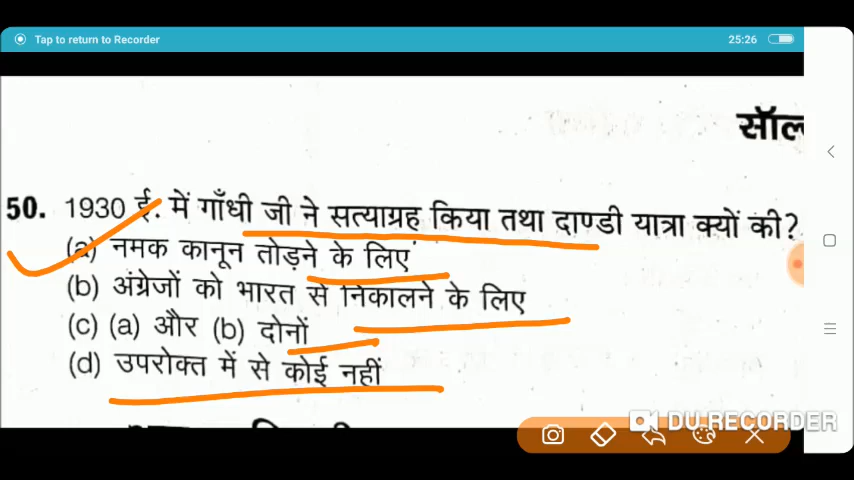 Tap to return to Recorder
25:26
50. 1930 ई. में गाँधी जी ने सत्याग्रह किया तथा दाण्डी यात्रा क्यों की?
(a) नमक कानून तोड़ने के लिए
(b) अंग्रेजों को भारत से निकालने के लिए
(c) (a) और (b) दोनों
(d) उपरोक्त में से कोई नहीं
DU RECORDER